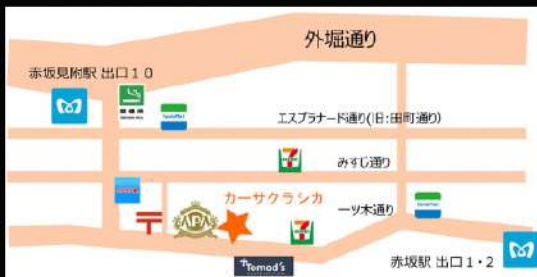 外堀通り
赤坂見附駅 出口10
FamilyMart
エスプラナード通り(旧:田町通り)
みすじ通り
カーサクラシカ
一ツ木通り
APA
Tomod's
赤坂駅 出口1・2